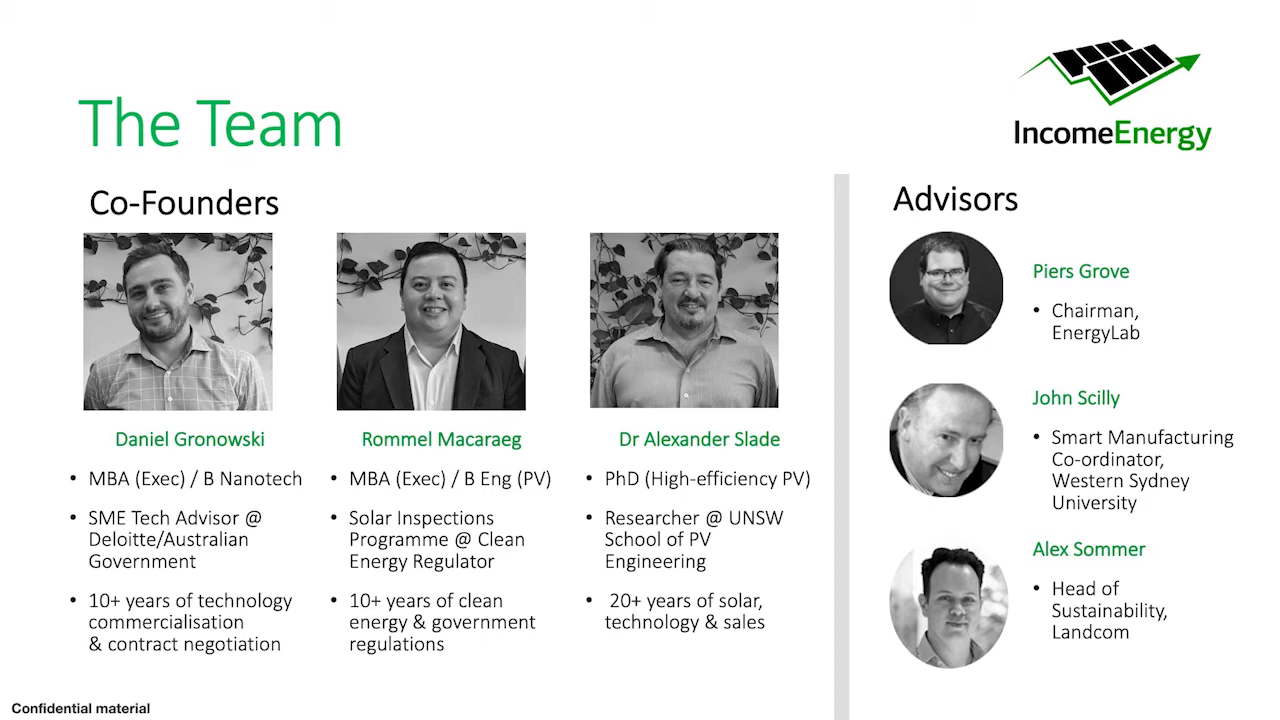 The Team
IncomeEnergy
Co-Founders
Daniel Gronowski
• MBA (Exec) / B Nanotech
• SME Tech Advisor @
Deloitte/Australian
Government
• 10+ years of technology
commercialisation
& contract negotiation
Rommel Macaraeg
• MBA (Exec) / B Eng (PV)
• Solar Inspections
Programme @ Clean
Energy Regulator
• 10+ years of clean
energy & government
regulations
Dr Alexander Slade
• PhD (High-efficiency PV)
• Researcher @ UNSW
School of PV
Engineering
• 20+ years of solar,
technology & sales
Advisors
Piers Grove
• Chairman,
EnergyLab
John Scilly
• Smart Manufacturing
Co-ordinator,
Western Sydney
University
Alex Sommer
• Head of
Sustainability,
Landcom
Confidential material